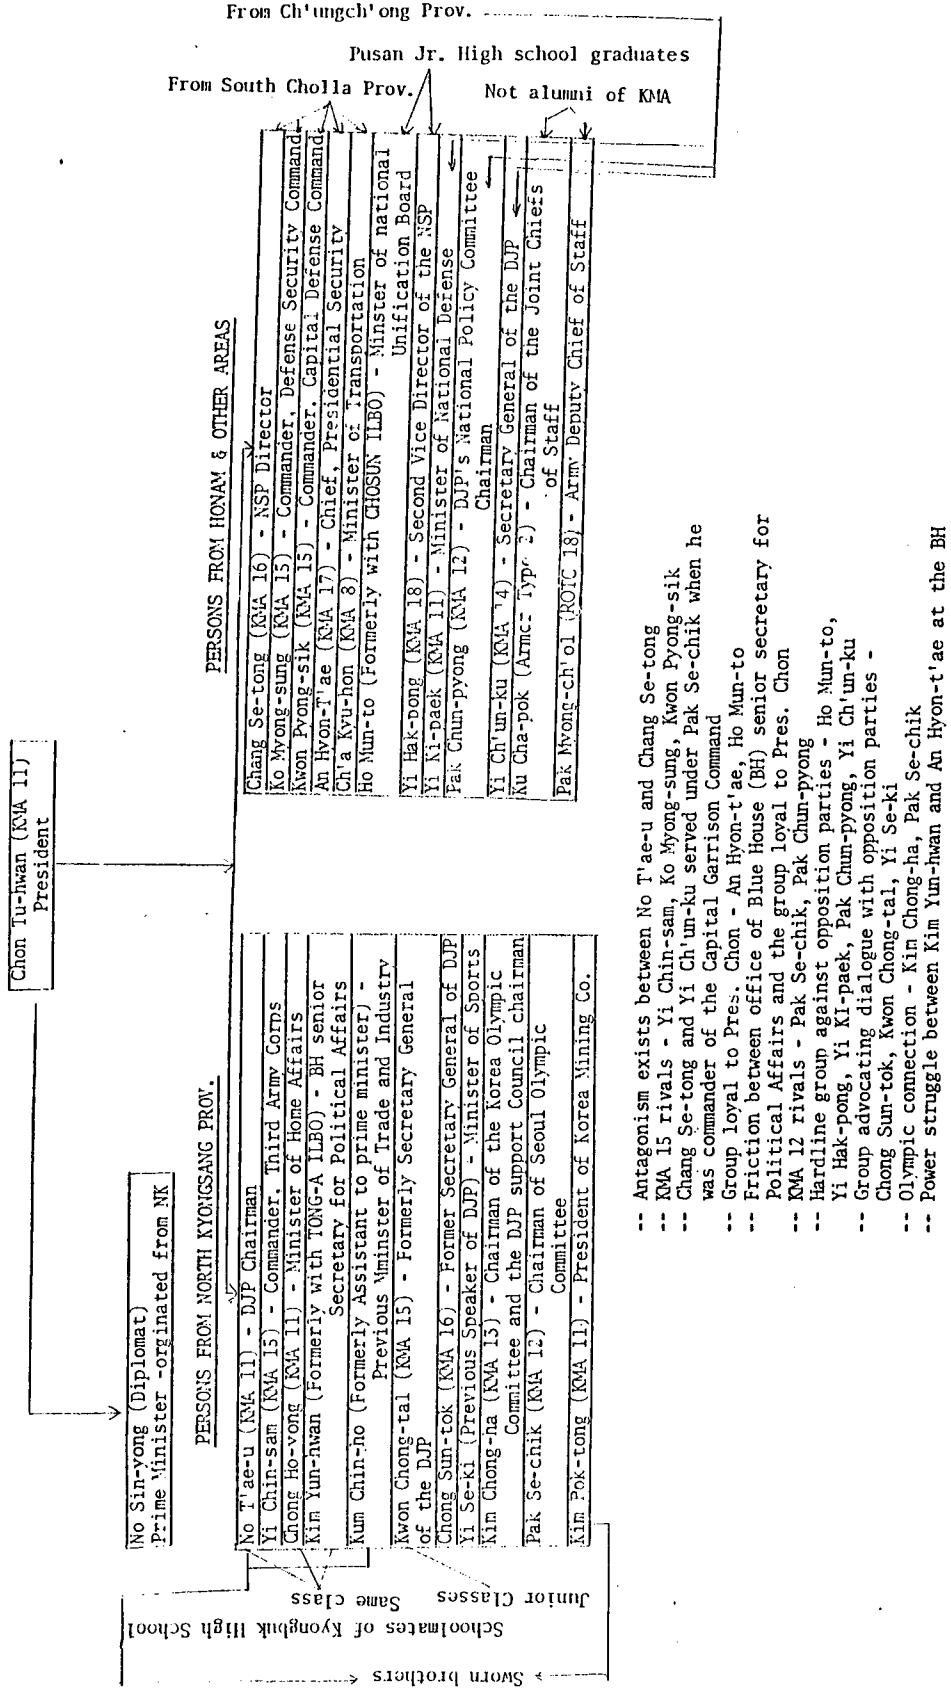 Chon Tu-hwan (KMA 11)
President
No Sin-yong (Diplomat)
Prime Minister -orginated from NK
PERSONS FROM NORTH KYONGSANG PROV.
No T'ae-u (KMA 11) - DJP Chairman
Yi Chin-sam (KMA 15) - Commander, Third Army Corps
Chong Ho-yong (KMA 11) - Minister of Home Affairs
Kim Yun-hwan (Formerly with TONG-A ILBO) - BH senior
Secretary for Political Affairs
Kum Chin-ho (Formerly Assistant to prime minister) -
Previous Mminster of Trade and Industry
Kwon Chong-tal (KMA 15) - Formerly Secretary General
of the DJP
Chong Sun-tok (KMA 16) - Former Secretary General of DJP
Yi Se-ki (Previous Speaker of DJP) - Minister of Sports
Kim Chong-ha (KMA 13) - Chairman of the Korea Olympic
Committee and the DJP support Council chairman
Pak Se-chik (KMA 12) - Chairman of Seoul Olympic
Committee
Kim Pok-tong (KMA 11) - President of Korea Mining Co.
Same class
Junior Classes
Schoolmates of Kyongbuk High School
Sworn brothers
PERSONS FROM HONAM & OTHER AREAS
Chang Se-tong (KMA 16) - NSP Director
Ko Myong-sung (KMA 15) - Commander, Defense Security Command
Kwon Pyong-sik (KMA 15) - Commander. Capital Defense Command
An Hyon-T'ae (KMA 17) - Chief, Presidential Security
Ch'a Kyu-hon (KMA 8) - Minister of Transportation
Ho Mun-to (Formerly with CHOSUN ILBO) - Minster of national
Unification Board
Yi Hak-pong (KMA 18) - Second Vice Director of the NSP
Yi Ki-paek (KMA 11) - Minister of National Defense
Pak Chun-pyong (KMA 12) - DJP's National Policy Committee
Chairman
Yi Ch'un-ku (KMA 14) - Secretary General of the DJP
Ku Cha-pok (Armor Type 2) - Chairman of the Joint Chiefs
of Staff
Pak Myong-ch'ol (ROTC 18) - Army Deputy Chief of Staff
From South Cholla Prov.
Pusan Jr. High school graduates
From Ch'ungch'ong Prov.
Not alumni of KMA
-- Antagonism exists between No T'ae-u and Chang Se-tong
-- KMA 15 rivals - Yi Chin-sam, Ko Myong-sung, Kwon Pyong-sik
-- Chang Se-tong and Yi Ch'un-ku served under Pak Se-chik when he
was commander of the Capital Garrison Command
-- Group loyal to Pres. Chon - An Hyon-t'ae, Ho Mun-to
-- Friction between office of Blue House (BH) senior secretary for
Political Affairs and the group loyal to Pres. Chon
-- KMA 12 rivals - Pak Se-chik, Pak Chun-pyong
-- Hardline group against opposition parties - Ho Mun-to,
Yi Hak-pong, Yi KI-paek, Pak Chun-pyong, Yi Ch'un-ku
-- Group advocating dialogue with opposition parties -
Chong Sun-tok, Kwon Chong-tal, Yi Se-ki
-- Olympic connection - Kim Chong-ha, Pak Se-chik
-- Power struggle between Kim Yun-hwan and An Hyon-t'ae at the BH